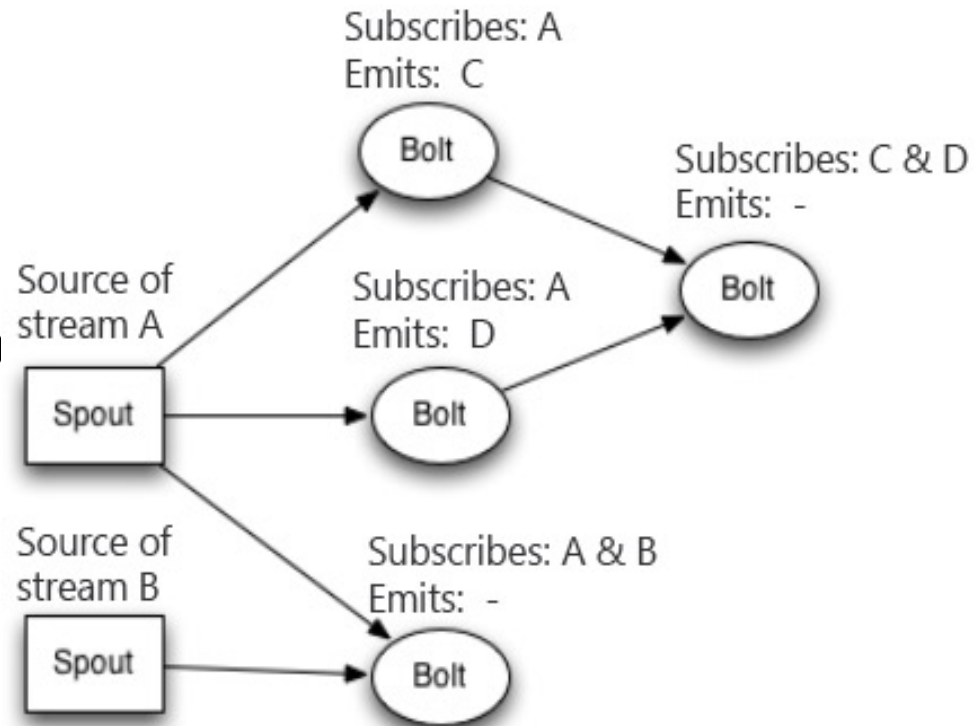 Subscribes: A
Emits: C
Bolt
Subscribes: C & D
Emits: -
Bolt
Source of
stream A
Spout
Subscribes: A
Emits: D
Bolt
Source of
stream B
Spout
Subscribes: A & B
Emits: -
Bolt